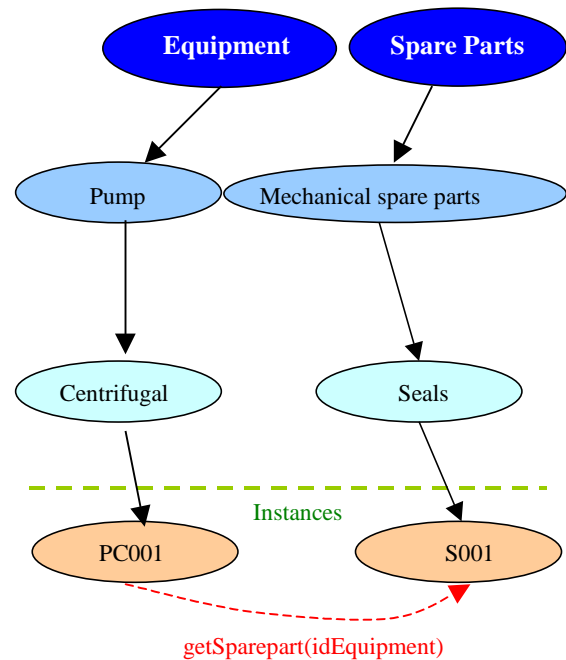 Equipment
Spare Parts
Pump
Mechanical spare parts
Centrifugal
Seals
Instances
PC001
S001
getSparepart(idEquipment)